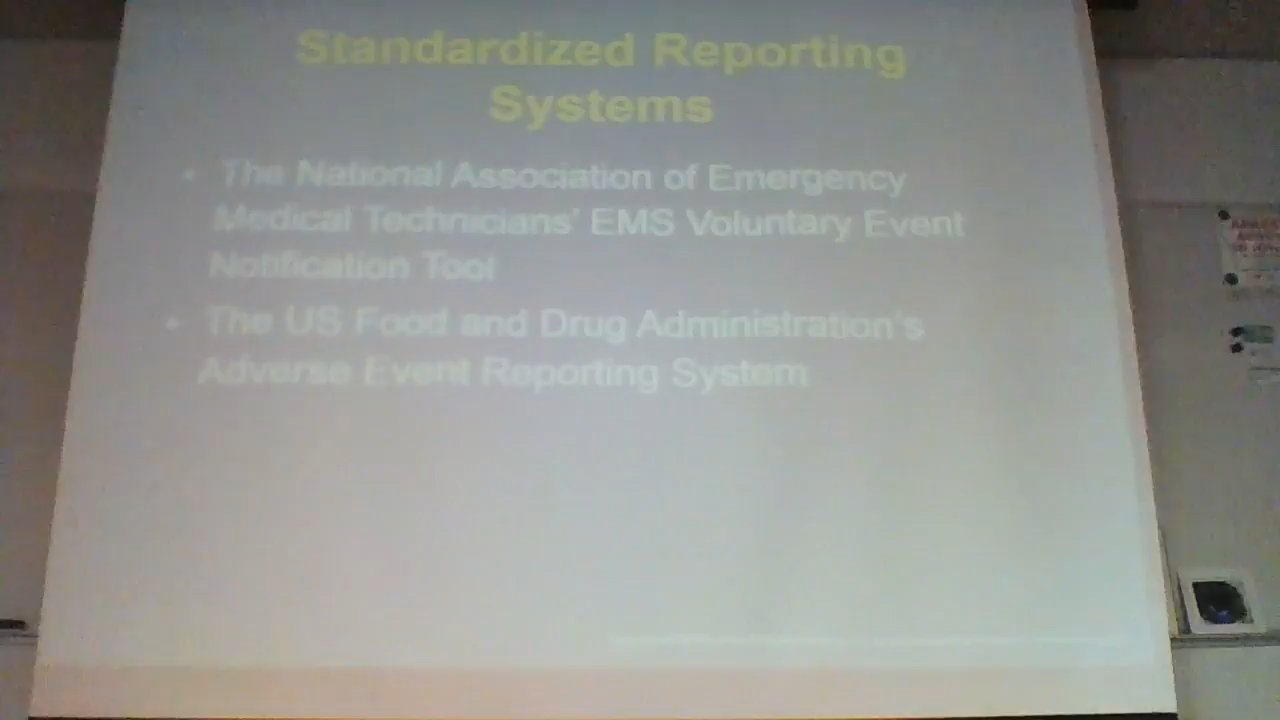 Standardized Reporting
Systems
• The National Association of Emergency
Medical Technicians' EMS Voluntary Event
Notification Tool
• The US Food and Drug Administration's
Adverse Event Reporting System